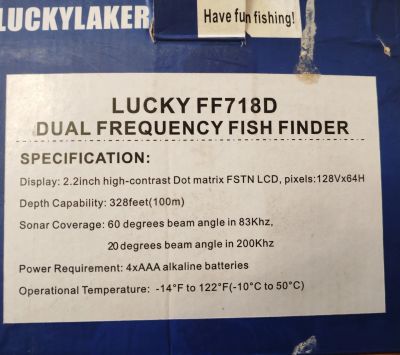 LUCKYLAKER
Have fun fishing!
LUCKY FF718D
DUAL FREQUENCY FISH FINDER
SPECIFICATION:
Display: 2.2inch high-contrast Dot matrix FSTN LCD, pixels:128Vx64H
Depth Capability: 328feet(100m)
Sonar Coverage: 60 degrees beam angle in 83Khz,
20 degrees beam angle in 200Khz
Power Requirement: 4xAAA alkaline batteries
Operational Temperature: -14°F to 122°F(-10°C to 50°C)